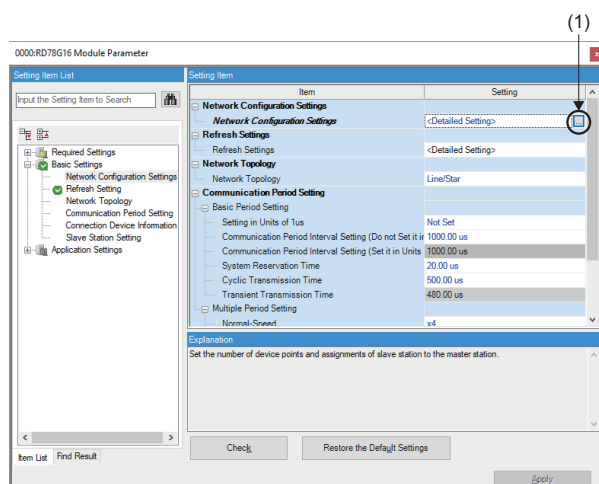 (1)
0000:RD78G16 Module Parameter
x
Setting Item List
Setting Item
Input the Setting Item to Search
Item Setting
Network Configuration Settings
Network Configuration Settings <Detailed Setting> ...
Refresh Settings
Refresh Settings <Detailed Setting>
Network Topology
Network Topology Line/Star
Communication Period Setting
Basic Period Setting
Setting in Units of 1us Not Set
Communication Period Interval Setting (Do not Set it ir 1000.00 us
Communication Period Interval Setting (Set it in Units 1000.00 us
System Reservation Time 20.00 us
Cyclic Transmission Time 500.00 us
Transient Transmission Time 480.00 us
Multiple Period Setting
Normal-Speed x4
Required Settings
Basic Settings
Network Configuration Settings
Refresh Setting
Network Topology
Communication Period Setting
Connection Device Information
Slave Station Setting
Application Settings
Explanation
Set the number of device points and assignments of slave station to the master station.
Check Restore the Default Settings
Item List Find Result
Apply